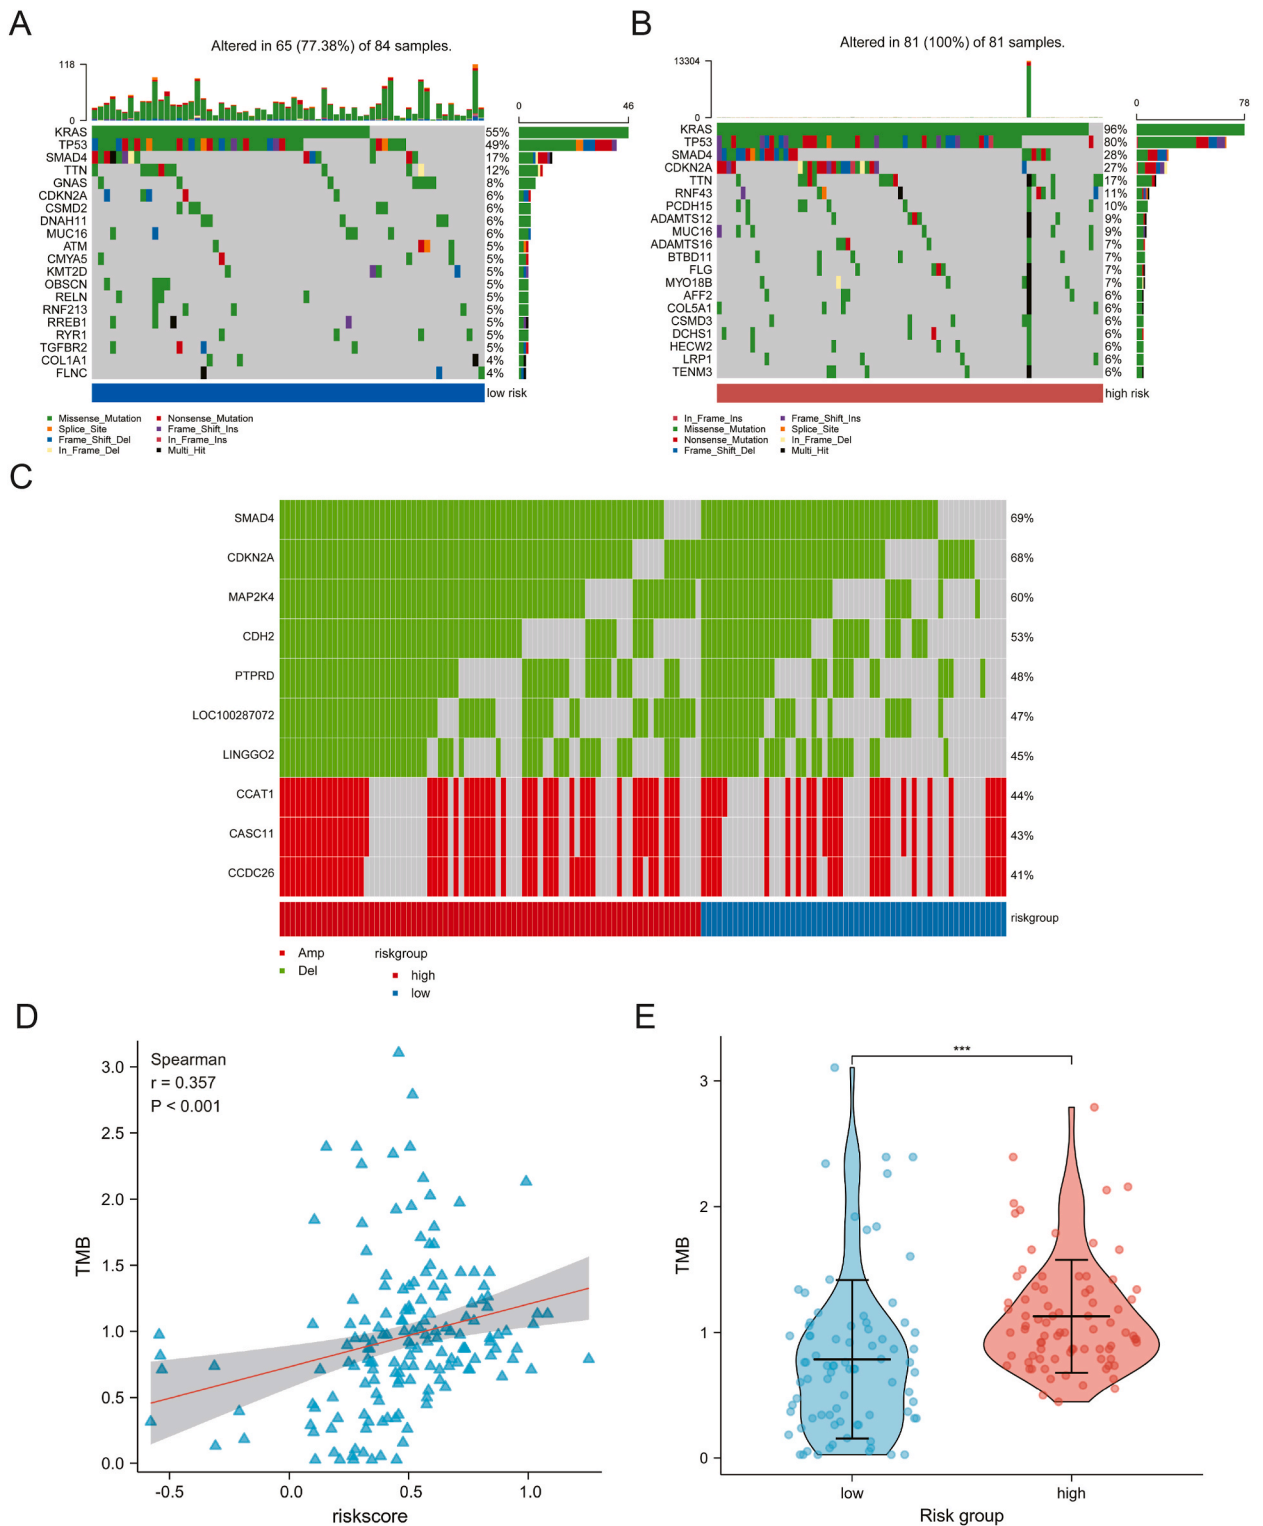 A
Altered in 65 (77.38%) of 84 samples.
118
0
0 46
KRAS 55%
TP53 49%
SMAD4 17%
TTN 12%
GNAS 8%
CDKN2A 6%
CSMD2 6%
DNAH11 6%
MUC16 6%
ATM 5%
CMYA5 5%
KMT2D 5%
OBSCN 5%
RELN 5%
RNF213 5%
RREB1 5%
RYR1 5%
TGFBR2 5%
COL1A1 4%
FLNC 4%
low risk
Missense_Mutation Nonsense_Mutation
Splice_Site Frame_Shift_Ins
Frame_Shift_Del In_Frame_Ins
In_Frame_Del Multi_Hit
B
Altered in 81 (100%) of 81 samples.
13304
0
0 78
KRAS 96%
TP53 80%
SMAD4 28%
CDKN2A 27%
TTN 17%
RNF43 11%
PCDH15 10%
ADAMTS12 9%
MUC16 9%
ADAMTS16 7%
BTBD11 7%
FLG 7%
MYO18B 7%
AFF2 6%
COL5A1 6%
CSMD3 6%
DCHS1 6%
HECW2 6%
LRP1 6%
TENM3 6%
high risk
In_Frame_Ins Frame_Shift_Ins
Missense_Mutation Splice_Site
Nonsense_Mutation In_Frame_Del
Frame_Shift_Del Multi_Hit
C
SMAD4 69%
CDKN2A 68%
MAP2K4 60%
CDH2 53%
PTPRD 48%
LOC100287072 47%
LINGGO2 45%
CCAT1 44%
CASC11 43%
CCDC26 41%
riskgroup
Amp riskgroup
Del high
low
D
Spearman
r = 0.357
P < 0.001
TMB
3.0
2.5
2.0
1.5
1.0
0.5
0.0
-0.5 0.0 0.5 1.0
riskscore
E
***
TMB
3
2
1
0
low high
Risk group